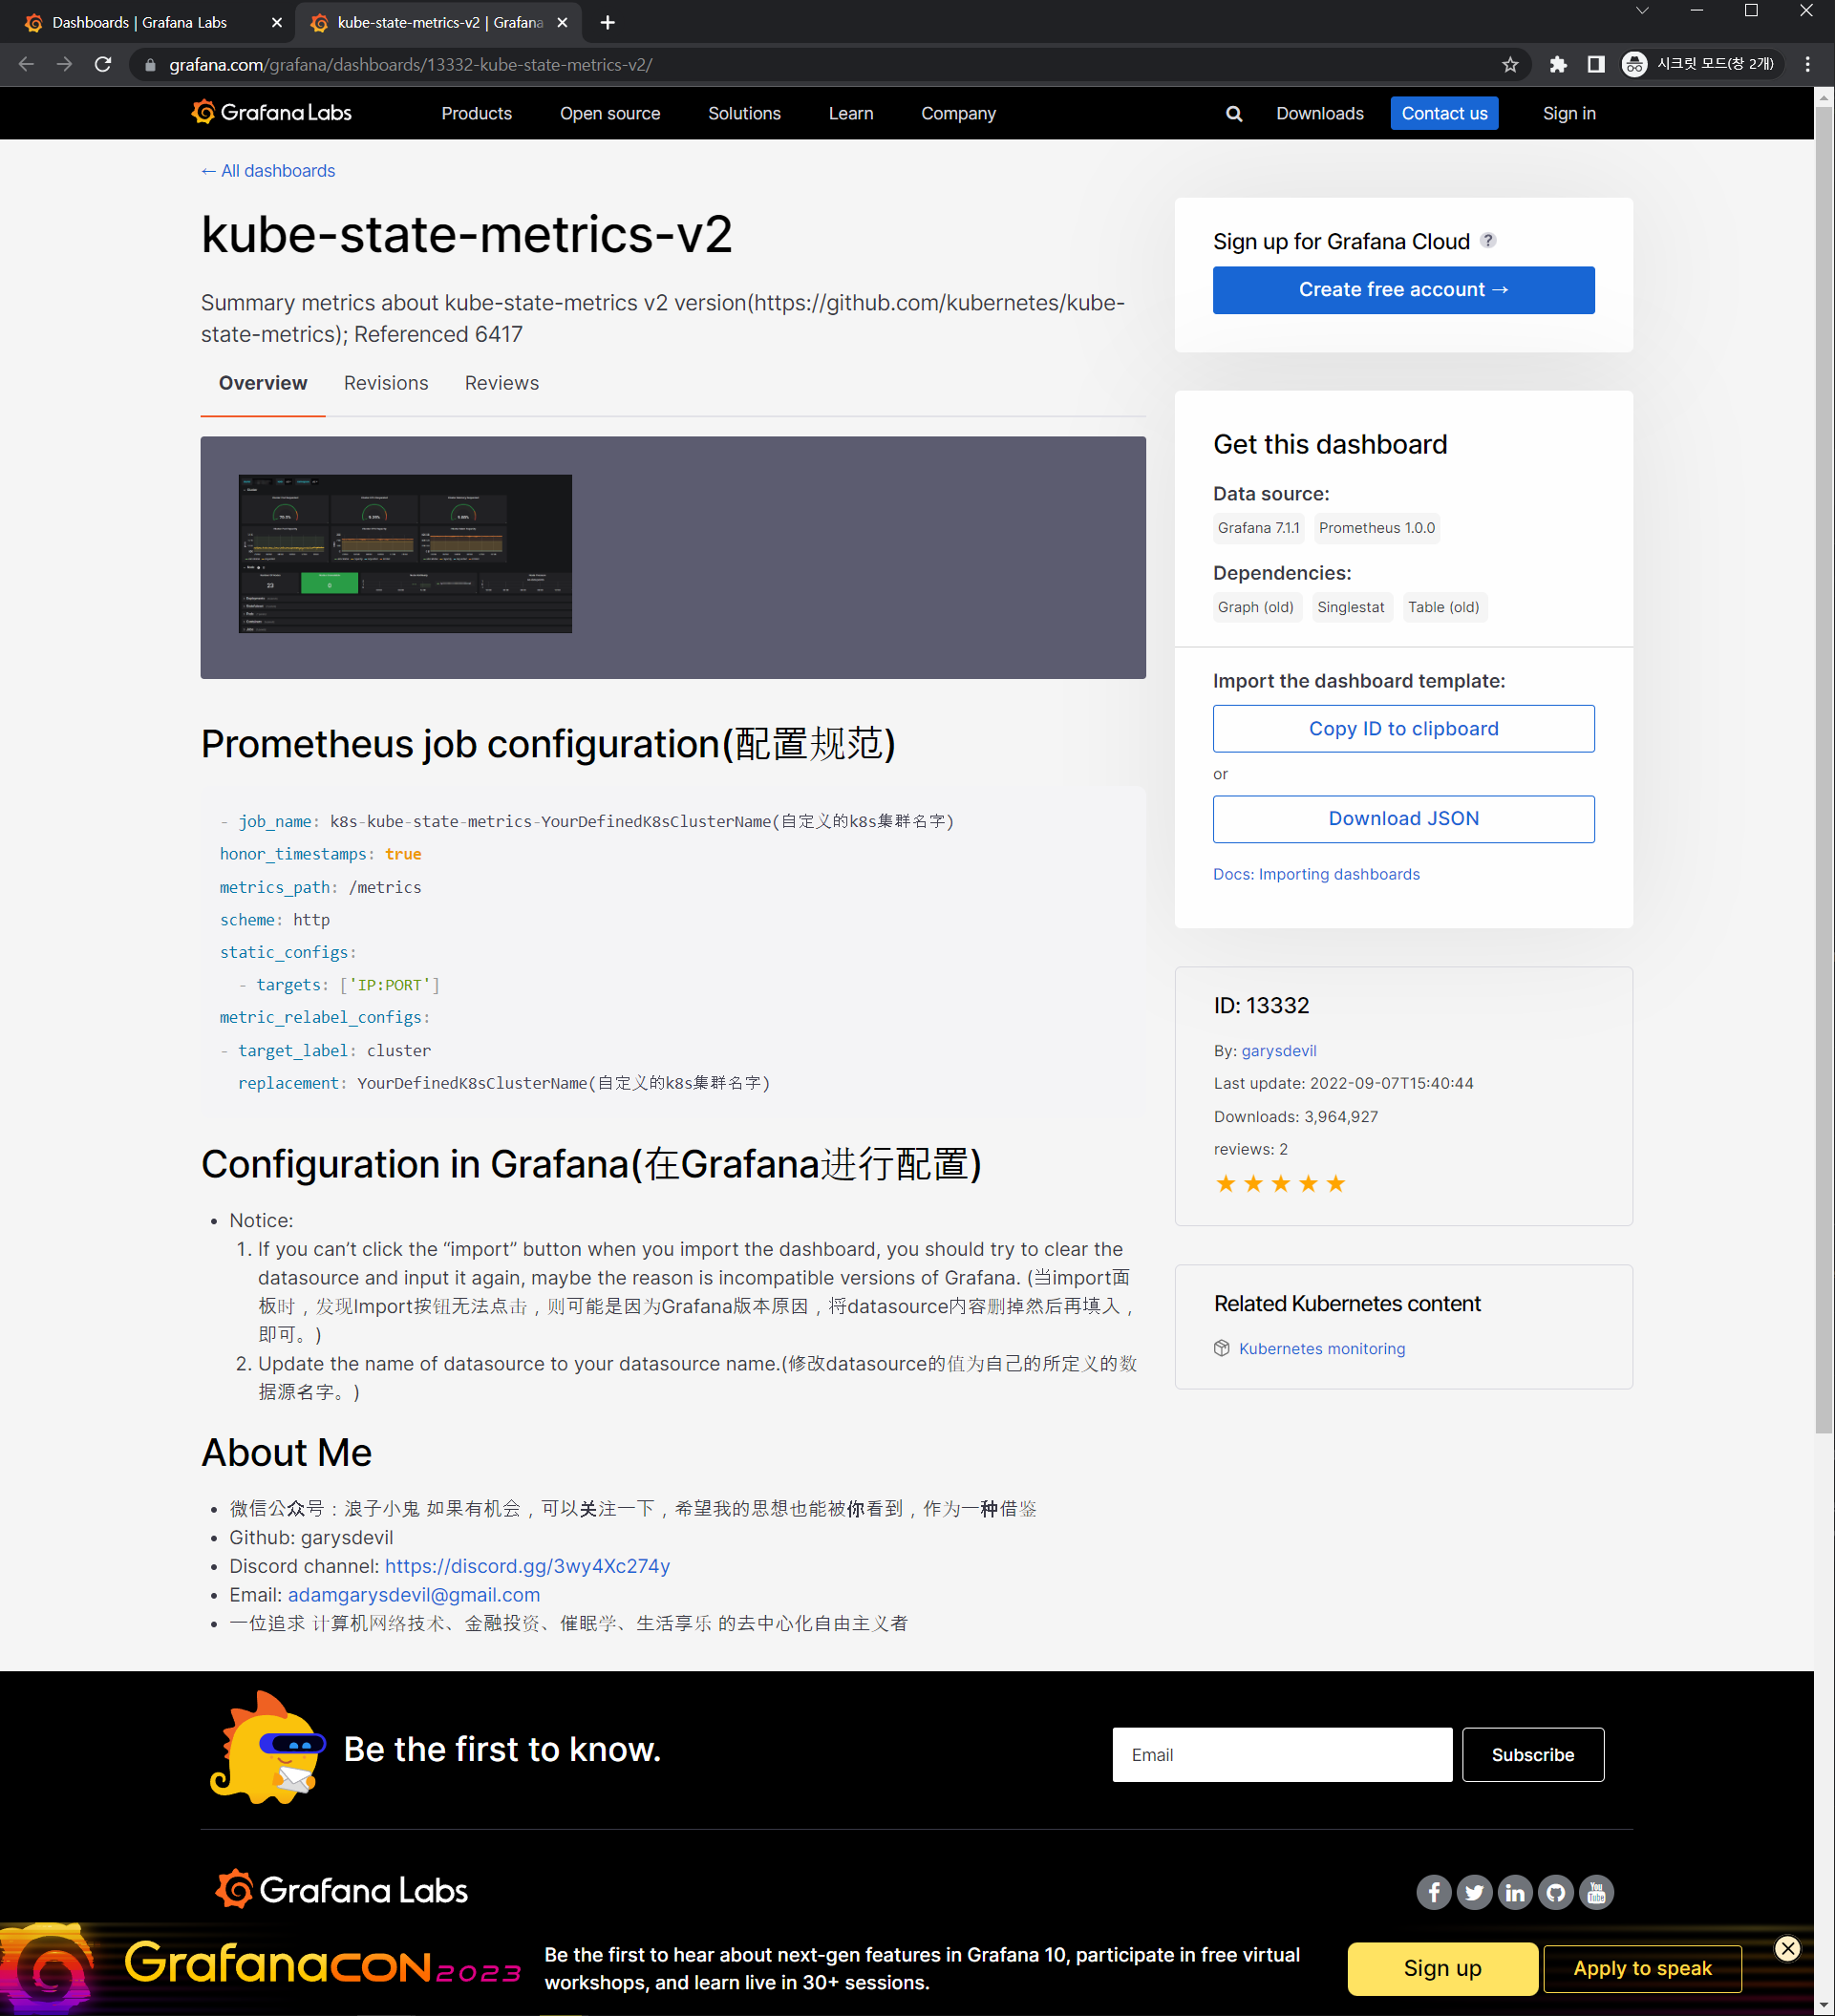 Dashboards | Grafana Labs
kube-state-metrics-v2 | Grafana
grafana.com/grafana/dashboards/13332-kube-state-metrics-v2/
시크릿 모드(창 2개)
Grafana Labs
Products
Open source
Solutions
Learn
Company
Downloads
Contact us
Sign in
← All dashboards
kube-state-metrics-v2
Summary metrics about kube-state-metrics v2 version(https://github.com/kubernetes/kube-
state-metrics); Referenced 6417
Overview
Revisions
Reviews
Prometheus job configuration(配置规范)
- job_name: k8s-kube-state-metrics-YourDefinedK8sClusterName(自定义的k8s集群名字)
honor_timestamps: true
metrics_path: /metrics
scheme: http
static_configs:
- targets: ['IP:PORT']
metric_relabel_configs:
- target_label: cluster
replacement: YourDefinedK8sClusterName(自定义的k8s集群名字)
Configuration in Grafana(在Grafana进行配置)
• Notice:
1. If you can’t click the “import” button when you import the dashboard, you should try to clear the
datasource and input it again, maybe the reason is incompatible versions of Grafana. (当import面
板时，发现Import按钮无法点击，则可能是因为Grafana版本原因，将datasource内容删掉然后再填入，
即可。)
2. Update the name of datasource to your datasource name.(修改datasource的值为自己的所定义的数
据源名字。)
About Me
• 微信公众号：浪子小鬼 如果有机会，可以关注一下，希望我的思想也能被你看到，作为一种借鉴
• Github: garysdevil
• Discord channel: https://discord.gg/3wy4Xc274y
• Email: adamgarysdevil@gmail.com
• 一位追求 计算机网络技术、金融投资、催眠学、生活享乐 的去中心化自由主义者
Sign up for Grafana Cloud ?
Create free account →
Get this dashboard
Data source:
Grafana 7.1.1
Prometheus 1.0.0
Dependencies:
Graph (old)
Singlestat
Table (old)
Import the dashboard template:
Copy ID to clipboard
or
Download JSON
Docs: Importing dashboards
ID: 13332
By: garysdevil
Last update: 2022-09-07T15:40:44
Downloads: 3,964,927
reviews: 2
Related Kubernetes content
Kubernetes monitoring
Be the first to know.
Email
Subscribe
Grafana Labs
You
Tube
GrafanaCON 2023
Be the first to hear about next-gen features in Grafana 10, participate in free virtual
workshops, and learn live in 30+ sessions.
Sign up
Apply to speak